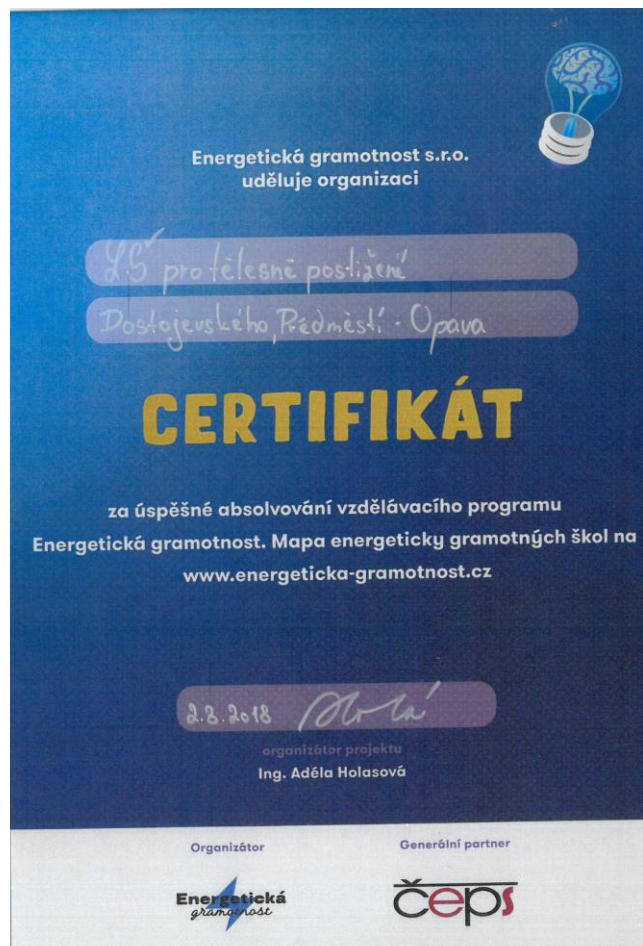 Energetická gramotnost s.r.o.
uděluje organizaci
ZŠ pro tělesně postižené
Dostojevského, Předměstí - Opava
CERTIFIKÁT
za úspěšné absolvování vzdělávacího programu
Energetická gramotnost. Mapa energeticky gramotných škol na
www.energeticka-gramotnost.cz
2.8.2018
organizátor projektu
Ing. Adéla Holasová
Organizátor
Generální partner
Energetická
gramotnost
čeps